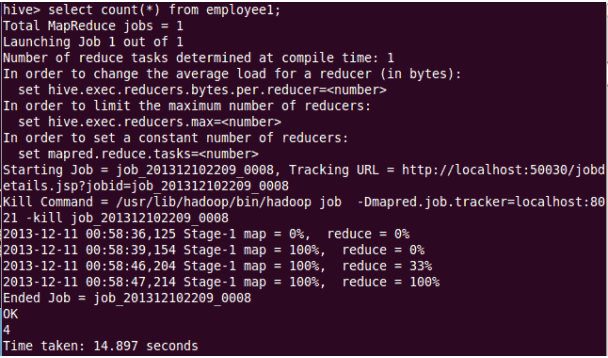 hive> select count(*) from employee1;
Total MapReduce jobs = 1
Launching Job 1 out of 1
Number of reduce tasks determined at compile time: 1
In order to change the average load for a reducer (in bytes):
  set hive.exec.reducers.bytes.per.reducer=<number>
In order to limit the maximum number of reducers:
  set hive.exec.reducers.max=<number>
In order to set a constant number of reducers:
  set mapred.reduce.tasks=<number>
Starting Job = job_201312102209_0008, Tracking URL = http://localhost:50030/jobd
etails.jsp?jobid=job_201312102209_0008
Kill Command = /usr/lib/hadoop/bin/hadoop job  -Dmapred.job.tracker=localhost:80
21 -kill job_201312102209_0008
2013-12-11 00:58:36,125 Stage-1 map = 0%,  reduce = 0%
2013-12-11 00:58:39,154 Stage-1 map = 100%,  reduce = 0%
2013-12-11 00:58:46,204 Stage-1 map = 100%,  reduce = 33%
2013-12-11 00:58:47,214 Stage-1 map = 100%,  reduce = 100%
Ended Job = job_201312102209_0008
OK
4
Time taken: 14.897 seconds